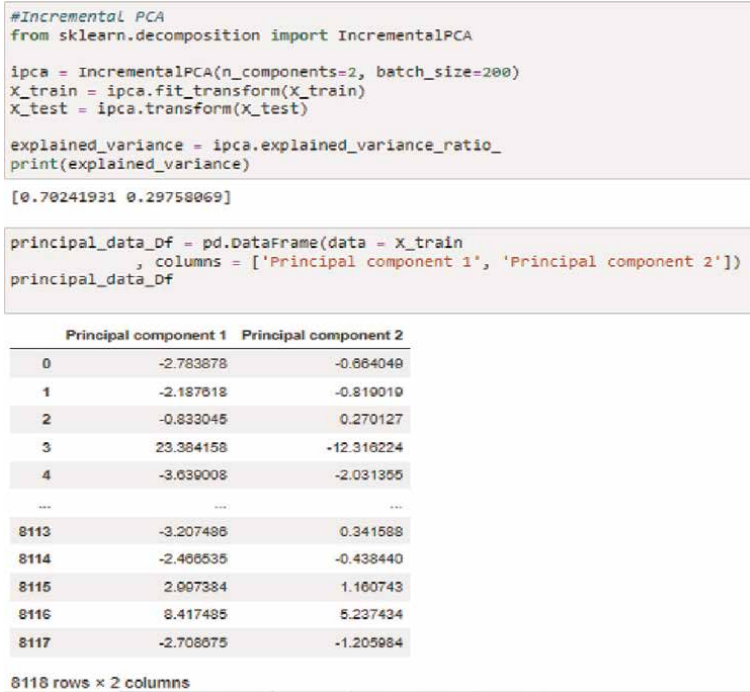 #Incremental PCA
from sklearn.decomposition import IncrementalPCA
ipca = IncrementalPCA(n_components=2, batch_size=200)
X_train = ipca.fit_transform(X_train)
X_test = ipca.transform(X_test)
explained_variance = ipca.explained_variance_ratio_
print(explained_variance)
[0.70241931 0.29758069]
principal_data_Df = pd.DataFrame(data = X_train
, columns = ['Principal component 1', 'Principal component 2'])
principal_data_Df
Principal component 1 Principal component 2
0 -2.783878 -0.664049
1 -2.187618 -0.819019
2 -0.833045 0.270127
3 23.384158 -12.316224
4 -3.639008 -2.031355
... ... ...
8113 -3.207486 0.341588
8114 -2.466535 -0.438440
8115 2.997384 1.160743
8116 8.417485 5.237434
8117 -2.708675 -1.205984
8118 rows × 2 columns